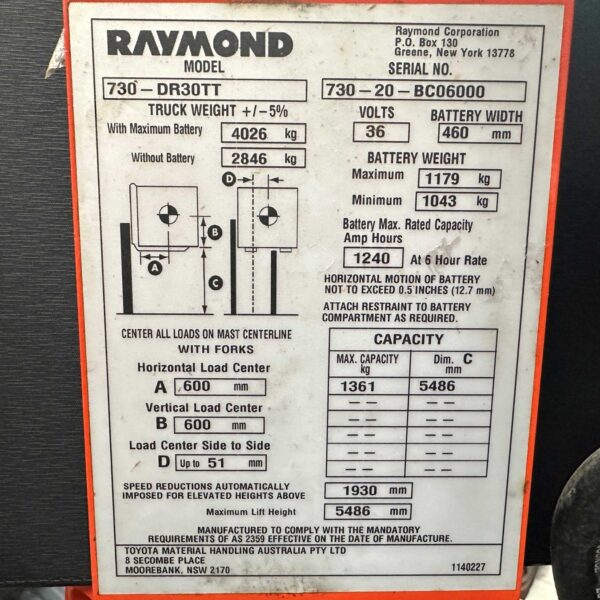 RAYMOND
Raymond Corporation
P.O. Box 130
Greene, New York 13778
MODEL
SERIAL NO.
730-DR30TT
730-20-BC06000
TRUCK WEIGHT +/-5%
With Maximum Battery 4026 kg
Without Battery 2846 kg
VOLTS
36
BATTERY WIDTH
460 mm
BATTERY WEIGHT
Maximum 1179 kg
Minimum 1043 kg
Battery Max. Rated Capacity
Amp Hours
1240 At 6 Hour Rate
HORIZONTAL MOTION OF BATTERY
NOT TO EXCEED 0.5 INCHES (12.7 mm)
ATTACH RESTRAINT TO BATTERY
COMPARTMENT AS REQUIRED.
D
B
A
C
CENTER ALL LOADS ON MAST CENTERLINE
WITH FORKS
Horizontal Load Center
A 600 mm
Vertical Load Center
B 600 mm
Load Center Side to Side
D Up to 51 mm
CAPACITY
MAX. CAPACITY kg
Dim. C mm
1361 5486
-- --
-- --
-- --
-- --
-- --
SPEED REDUCTIONS AUTOMATICALLY
IMPOSED FOR ELEVATED HEIGHTS ABOVE 1930 mm
Maximum Lift Height 5486 mm
MANUFACTURED TO COMPLY WITH THE MANDATORY
REQUIREMENTS OF AS 2359 EFFECTIVE ON THE DATE OF MANUFACTURE.
TOYOTA MATERIAL HANDLING AUSTRALIA PTY LTD
8 SECOMBE PLACE
MOOREBANK, NSW 2170
1140227